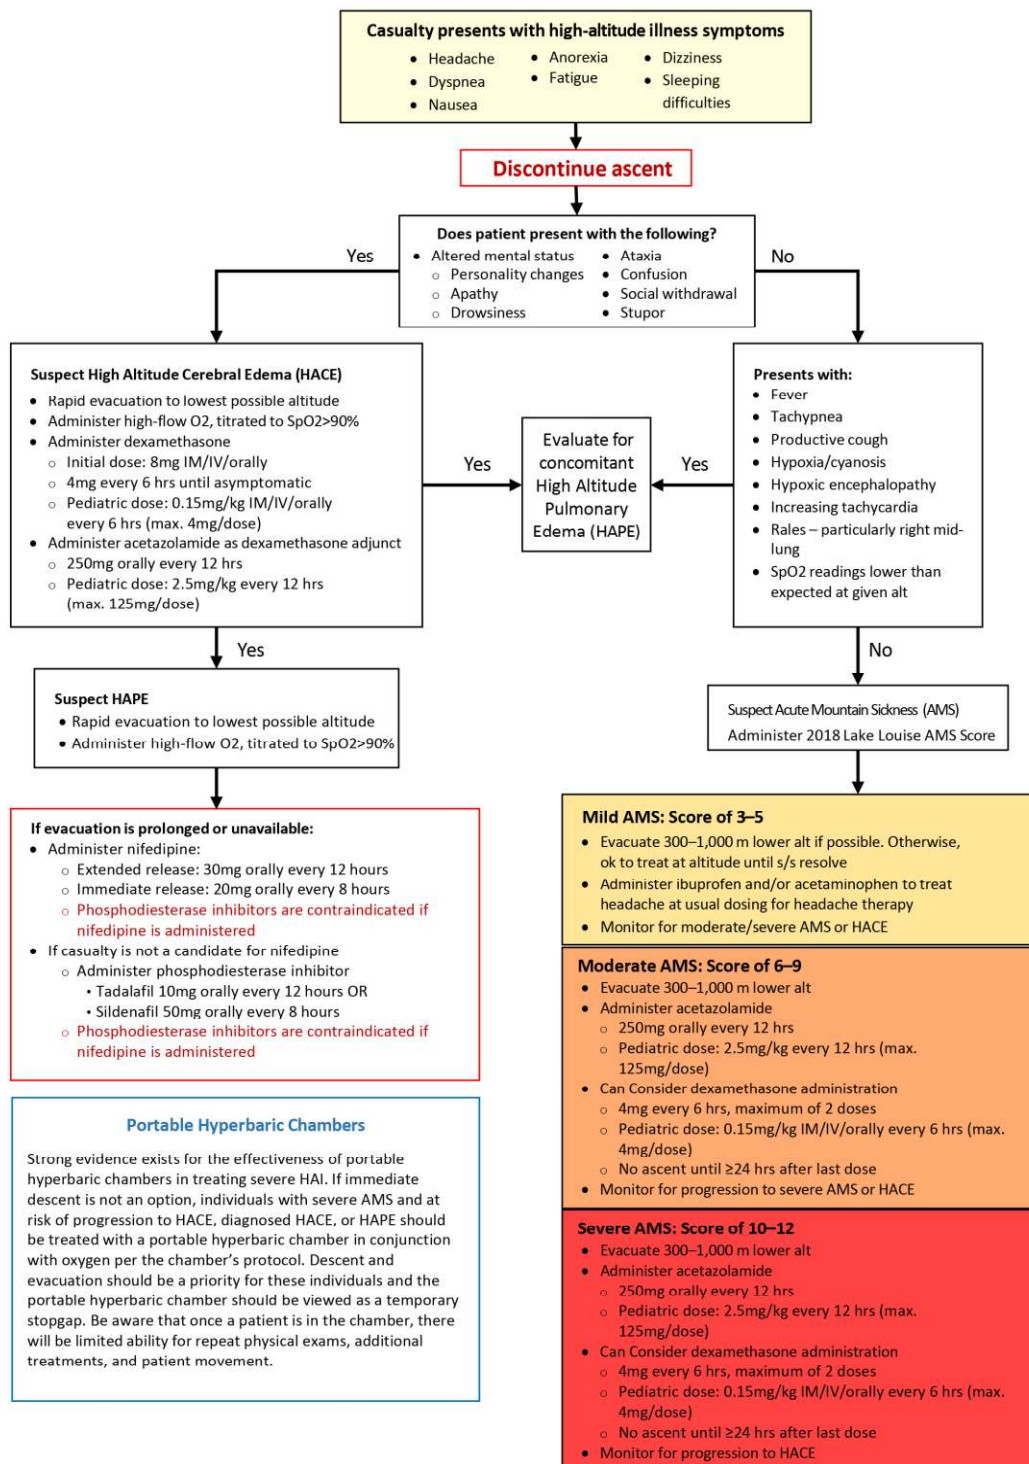 Casualty presents with high-altitude illness symptoms
• Headache
• Dyspnea
• Nausea
• Anorexia
• Fatigue
• Dizziness
• Sleeping
difficulties
Discontinue ascent
Does patient present with the following?
• Altered mental status
○ Personality changes
○ Apathy
○ Drowsiness
• Ataxia
• Confusion
• Social withdrawal
• Stupor
Yes
No
Suspect High Altitude Cerebral Edema (HACE)
• Rapid evacuation to lowest possible altitude
• Administer high-flow O2, titrated to SpO2>90%
• Administer dexamethasone
○ Initial dose: 8mg IM/IV/orally
○ 4mg every 6 hrs until asymptomatic
○ Pediatric dose: 0.15mg/kg IM/IV/orally
every 6 hrs (max. 4mg/dose)
• Administer acetazolamide as dexamethasone adjunct
○ 250mg orally every 12 hrs
○ Pediatric dose: 2.5mg/kg every 12 hrs
(max. 125mg/dose)
Yes
Evaluate for
concomitant
High Altitude
Pulmonary
Edema (HAPE)
Yes
Presents with:
• Fever
• Tachypnea
• Productive cough
• Hypoxia/cyanosis
• Hypoxic encephalopathy
• Increasing tachycardia
• Rales – particularly right mid-
lung
• SpO2 readings lower than
expected at given alt
Yes
No
Suspect HAPE
• Rapid evacuation to lowest possible altitude
• Administer high-flow O2, titrated to SpO2>90%
Suspect Acute Mountain Sickness (AMS)
Administer 2018 Lake Louise AMS Score
If evacuation is prolonged or unavailable:
• Administer nifedipine:
○ Extended release: 30mg orally every 12 hours
○ Immediate release: 20mg orally every 8 hours
○ Phosphodiesterase inhibitors are contraindicated if
nifedipine is administered
• If casualty is not a candidate for nifedipine
○ Administer phosphodiesterase inhibitor
• Tadalafil 10mg orally every 12 hours OR
• Sildenafil 50mg orally every 8 hours
○ Phosphodiesterase inhibitors are contraindicated if
nifedipine is administered
Portable Hyperbaric Chambers
Strong evidence exists for the effectiveness of portable
hyperbaric chambers in treating severe HAI. If immediate
descent is not an option, individuals with severe AMS and at
risk of progression to HACE, diagnosed HACE, or HAPE should
be treated with a portable hyperbaric chamber in conjunction
with oxygen per the chamber's protocol. Descent and
evacuation should be a priority for these individuals and the
portable hyperbaric chamber should be viewed as a temporary
stopgap. Be aware that once a patient is in the chamber, there
will be limited ability for repeat physical exams, additional
treatments, and patient movement.
Mild AMS: Score of 3–5
• Evacuate 300–1,000 m lower alt if possible. Otherwise,
ok to treat at altitude until s/s resolve
• Administer ibuprofen and/or acetaminophen to treat
headache at usual dosing for headache therapy
• Monitor for moderate/severe AMS or HACE
Moderate AMS: Score of 6–9
• Evacuate 300–1,000 m lower alt
• Administer acetazolamide
○ 250mg orally every 12 hrs
○ Pediatric dose: 2.5mg/kg every 12 hrs (max.
125mg/dose)
• Can Consider dexamethasone administration
○ 4mg every 6 hrs, maximum of 2 doses
○ Pediatric dose: 0.15mg/kg IM/IV/orally every 6 hrs (max.
4mg/dose)
○ No ascent until ≥24 hrs after last dose
• Monitor for progression to severe AMS or HACE
Severe AMS: Score of 10–12
• Evacuate 300–1,000 m lower alt
• Administer acetazolamide
○ 250mg orally every 12 hrs
○ Pediatric dose: 2.5mg/kg every 12 hrs (max.
125mg/dose)
• Can Consider dexamethasone administration
○ 4mg every 6 hrs, maximum of 2 doses
○ Pediatric dose: 0.15mg/kg IM/IV/orally every 6 hrs (max.
4mg/dose)
○ No ascent until ≥24 hrs after last dose
• Monitor for progression to HACE